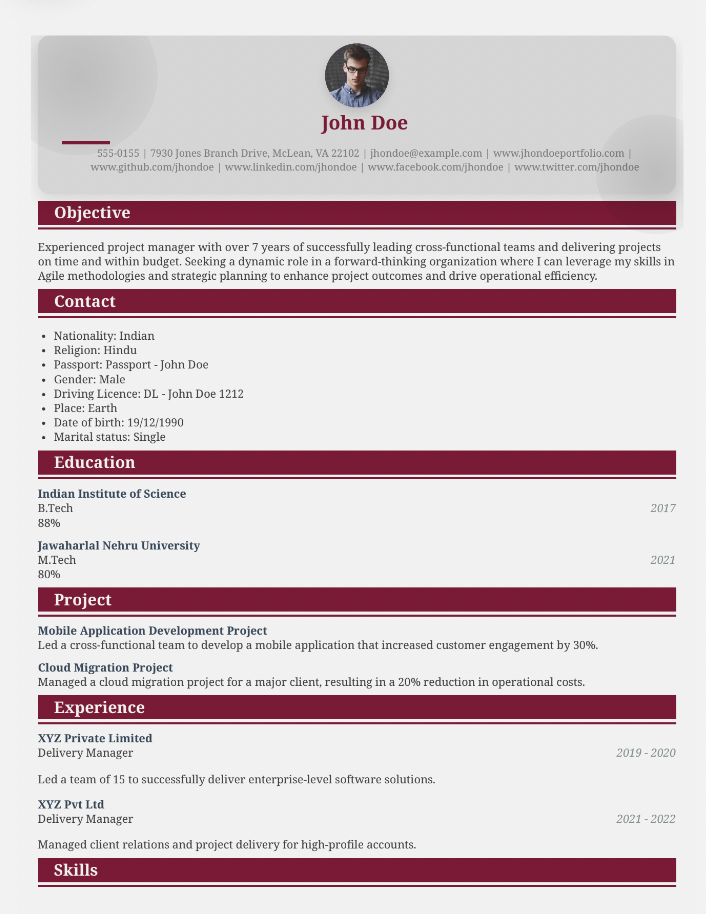 John Doe
555-0155 | 7930 Jones Branch Drive, McLean, VA 22102 | jhondoe@example.com | www.jhondoeportfolio.com |
www.github.com/jhondoe | www.linkedin.com/jhondoe | www.facebook.com/jhondoe | www.twitter.com/jhondoe
Objective
Experienced project manager with over 7 years of successfully leading cross-functional teams and delivering projects
on time and within budget. Seeking a dynamic role in a forward-thinking organization where I can leverage my skills in
Agile methodologies and strategic planning to enhance project outcomes and drive operational efficiency.
Contact
• Nationality: Indian
• Religion: Hindu
• Passport: Passport - John Doe
• Gender: Male
• Driving Licence: DL - John Doe 1212
• Place: Earth
• Date of birth: 19/12/1990
• Marital status: Single
Education
Indian Institute of Science
B.Tech 2017
88%
Jawaharlal Nehru University
M.Tech 2021
80%
Project
Mobile Application Development Project
Led a cross-functional team to develop a mobile application that increased customer engagement by 30%.
Cloud Migration Project
Managed a cloud migration project for a major client, resulting in a 20% reduction in operational costs.
Experience
XYZ Private Limited
Delivery Manager 2019 - 2020
Led a team of 15 to successfully deliver enterprise-level software solutions.
XYZ Pvt Ltd
Delivery Manager 2021 - 2022
Managed client relations and project delivery for high-profile accounts.
Skills